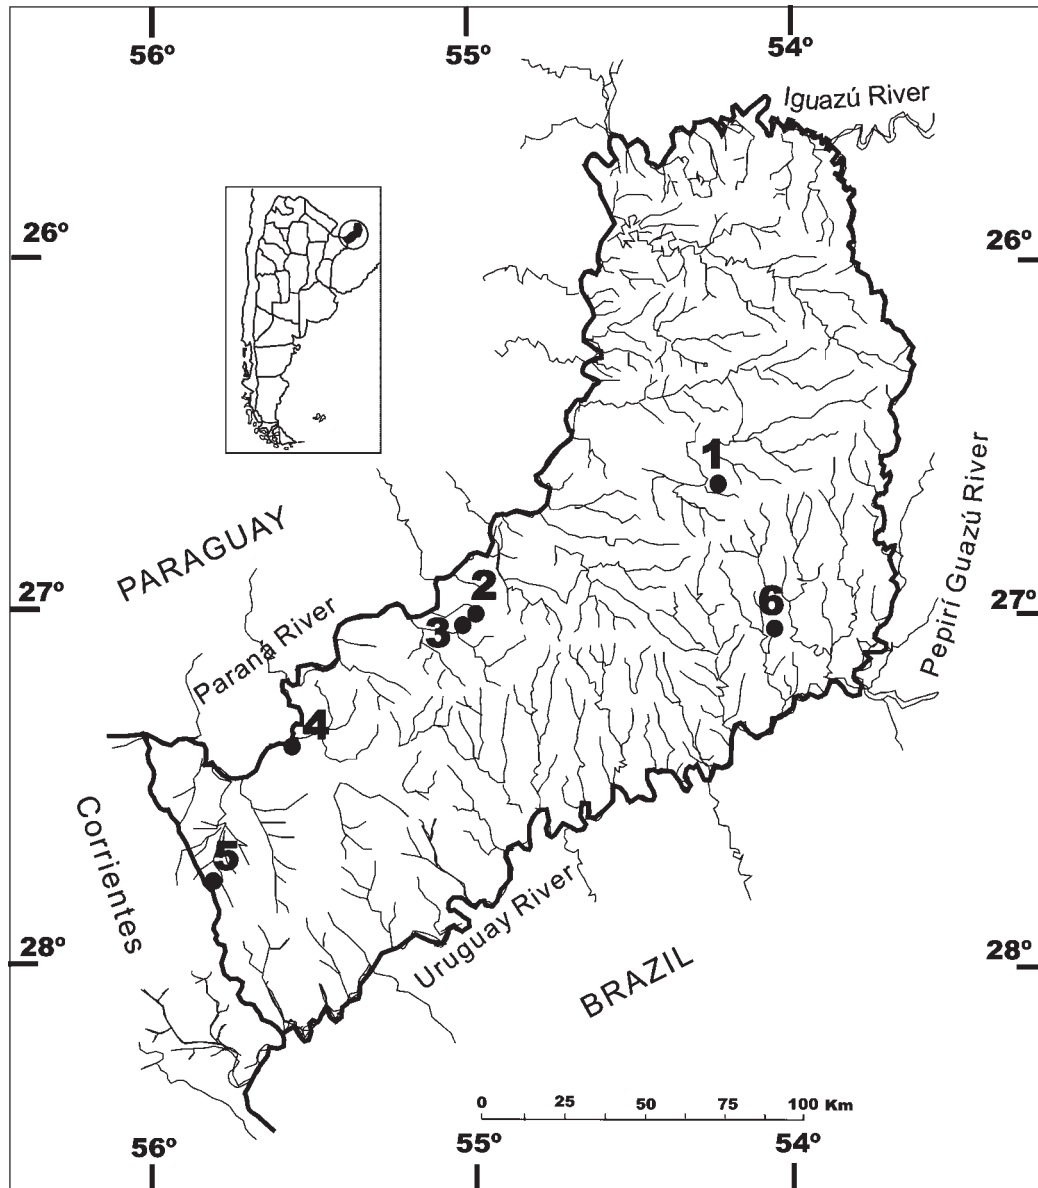 56º
55º
54º
Iguazú River
26º
26º
1
Pepirí Guazú River
PARAGUAY
2
27º
6
27º
3
Paraná River
4
Corrientes
5
Uruguay River
28º
28º
BRAZIL
0 25 50 75 100 Km
56º
55º
54º